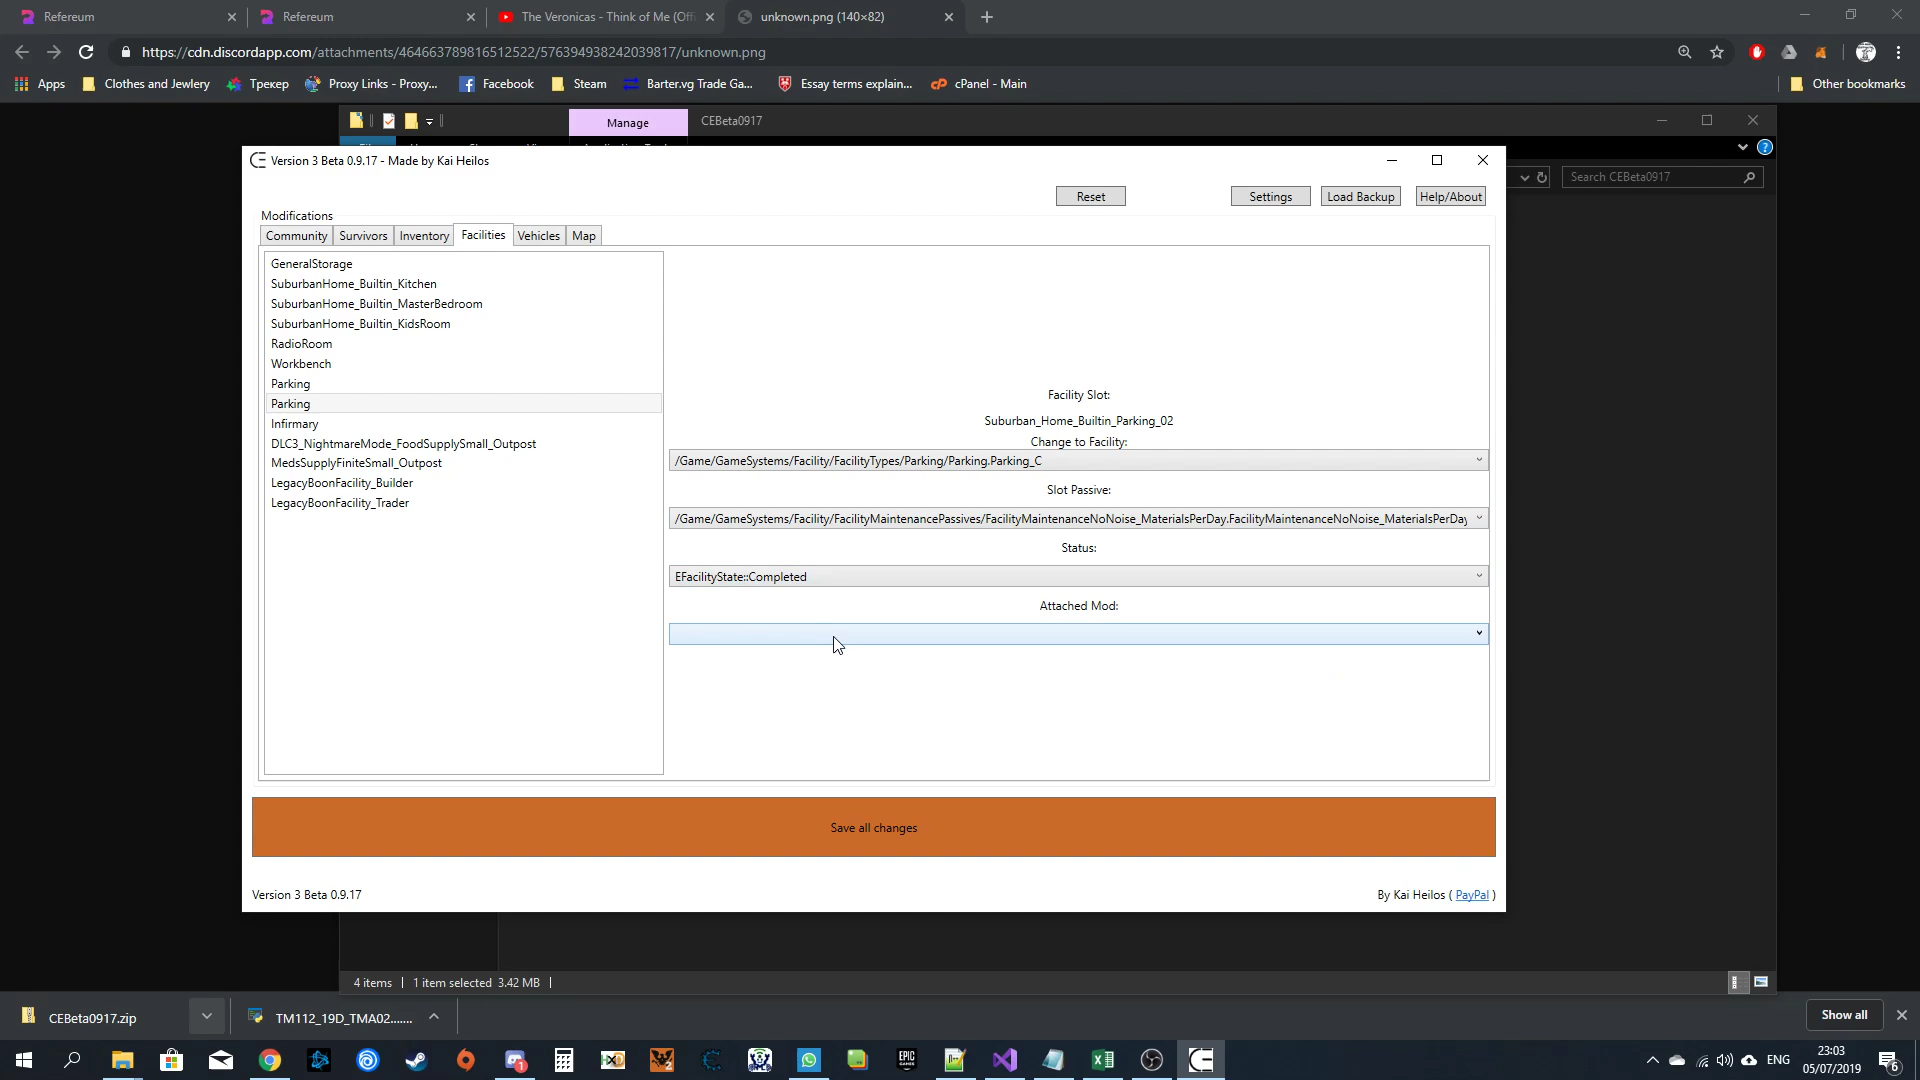 Refereum
Refereum
The Veronicas - Think of Me (Offi
unknown.png (140×82)
https://cdn.discordapp.com/attachments/464663789816512522/576394938242039817/unknown.png
Apps
Clothes and Jewlery
Трекер
Proxy Links - Proxy...
Facebook
Steam
Barter.vg Trade Ga...
Essay terms explain...
cPanel - Main
Other bookmarks
Manage
CEBeta0917
Search CEBeta0917
Version 3 Beta 0.9.17 - Made by Kai Heilos
Reset
Settings
Load Backup
Help/About
Modifications
Community
Survivors
Inventory
Facilities
Vehicles
Map
GeneralStorage
SuburbanHome_Builtin_Kitchen
SuburbanHome_Builtin_MasterBedroom
SuburbanHome_Builtin_KidsRoom
RadioRoom
Workbench
Parking
Parking
Infirmary
DLC3_NightmareMode_FoodSupplySmall_Outpost
MedsSupplyFiniteSmall_Outpost
LegacyBoonFacility_Builder
LegacyBoonFacility_Trader
Facility Slot:
Suburban_Home_Builtin_Parking_02
Change to Facility:
/Game/GameSystems/Facility/FacilityTypes/Parking/Parking.Parking_C
Slot Passive:
/Game/GameSystems/Facility/FacilityMaintenancePassives/FacilityMaintenanceNoNoise_MaterialsPerDay.FacilityMaintenanceNoNoise_MaterialsPerDay
Status:
EFacilityState::Completed
Attached Mod:
Save all changes
Version 3 Beta 0.9.17
By Kai Heilos ( PayPal )
4 items
1 item selected 3.42 MB
CEBeta0917.zip
TM112_19D_TMA02.......
Show all
EPIC
ENG
23:03
05/07/2019
6